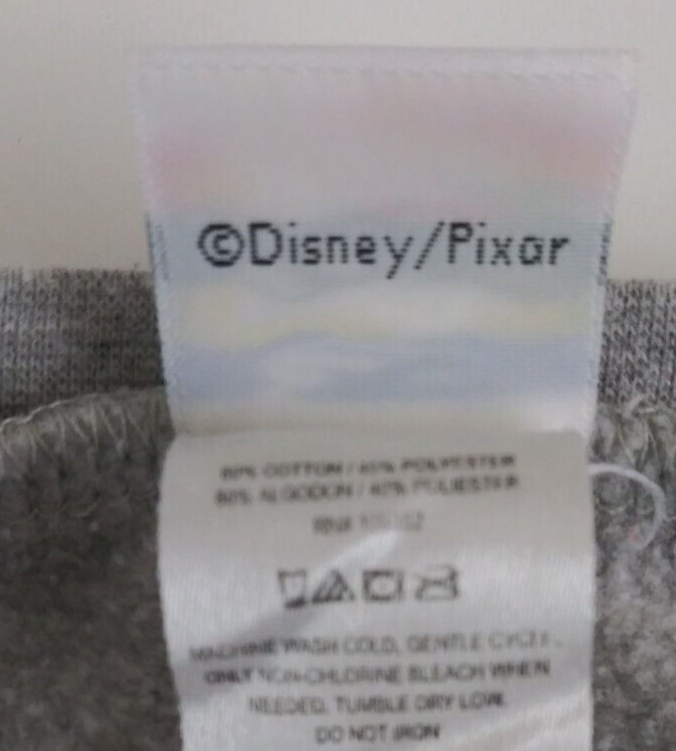 ©Disney/Pixar
60% COTTON / 40% POLYESTER
60% ALGODON / 40% POLIESTER
RN#
MACHINE WASH COLD, GENTLE CYCLE.
ONLY NON-CHLORINE BLEACH WHEN
NEEDED. TUMBLE DRY LOW.
DO NOT IRON